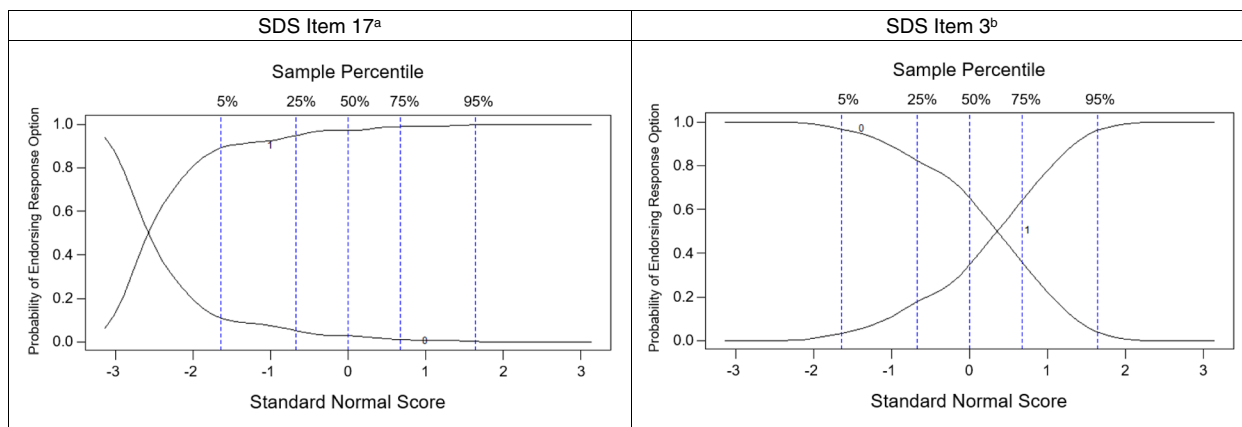 SDS Item 17ᵃ
Sample Percentile
5% 25% 50% 75% 95%
Probability of Endorsing Response Option
1.0
0.8
0.6
0.4
0.2
0.0
1
0
-3 -2 -1 0 1 2 3
Standard Normal Score
SDS Item 3ᵇ
Sample Percentile
5% 25% 50% 75% 95%
Probability of Endorsing Response Option
1.0
0.8
0.6
0.4
0.2
0.0
0
1
-3 -2 -1 0 1 2 3
Standard Normal Score